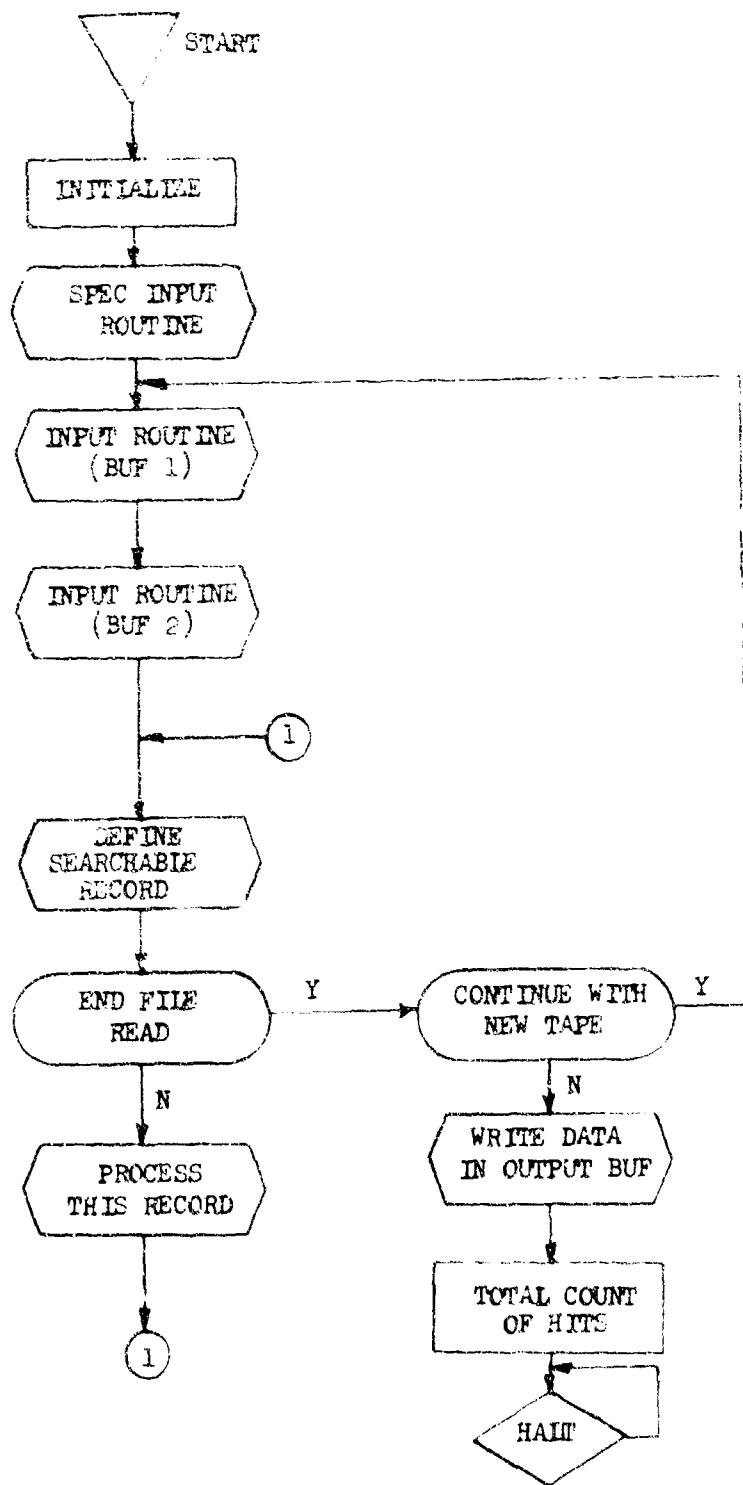 START
INITIALIZE
SPEC INPUT
ROUTINE
INPUT ROUTINE
(BUF 1)
INPUT ROUTINE
(BUF 2)
1
DEFINE
SEARCHABLE
RECORD
END FILE
READ
Y
CONTINUE WITH
NEW TAPE
Y
N
N
PROCESS
THIS RECORD
WRITE DATA
IN OUTPUT BUF
TOTAL COUNT
OF HITS
1
HALT